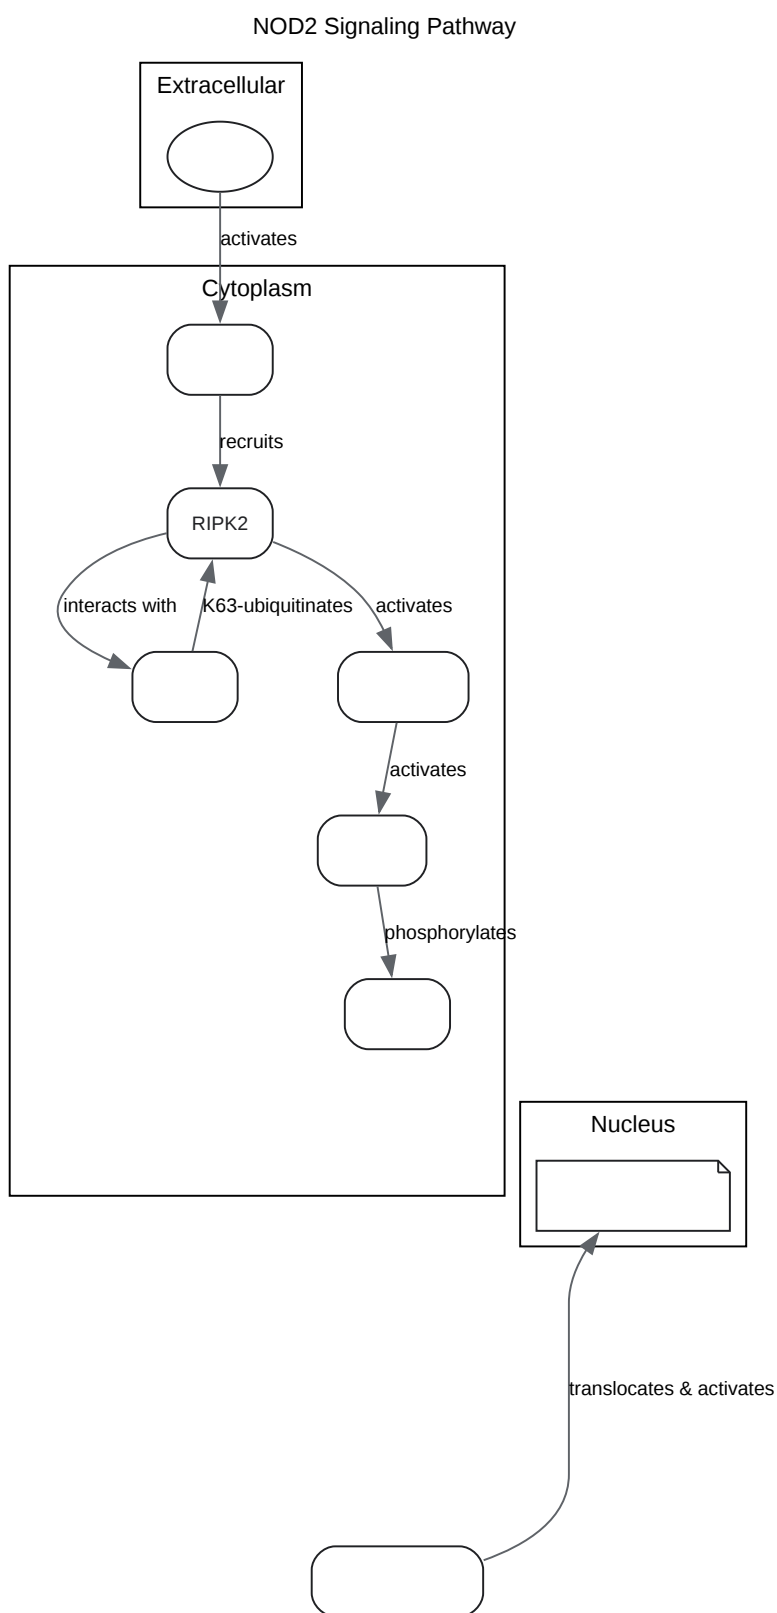 NOD2 Signaling Pathway
Extracellular
activates
Cytoplasm
recruits
RIPK2
interacts with
K63-ubiquitinates
activates
activates
phosphorylates
Nucleus
translocates & activates